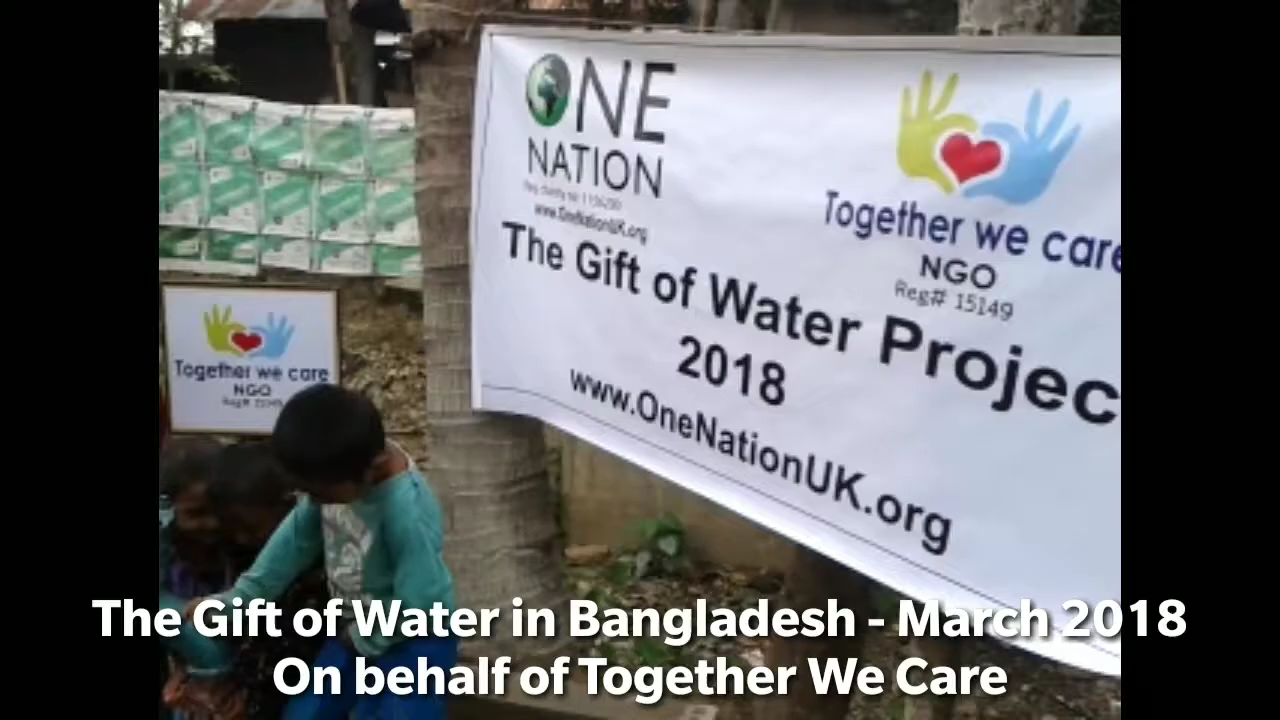 ONE
NATION
www.OneNationUK.org
Together we care
NGO
Reg# 15149
The Gift of Water Projec
2018
www.OneNationUK.org
Together we care
NGO
The Gift of Water in Bangladesh - March 2018
On behalf of Together We Care